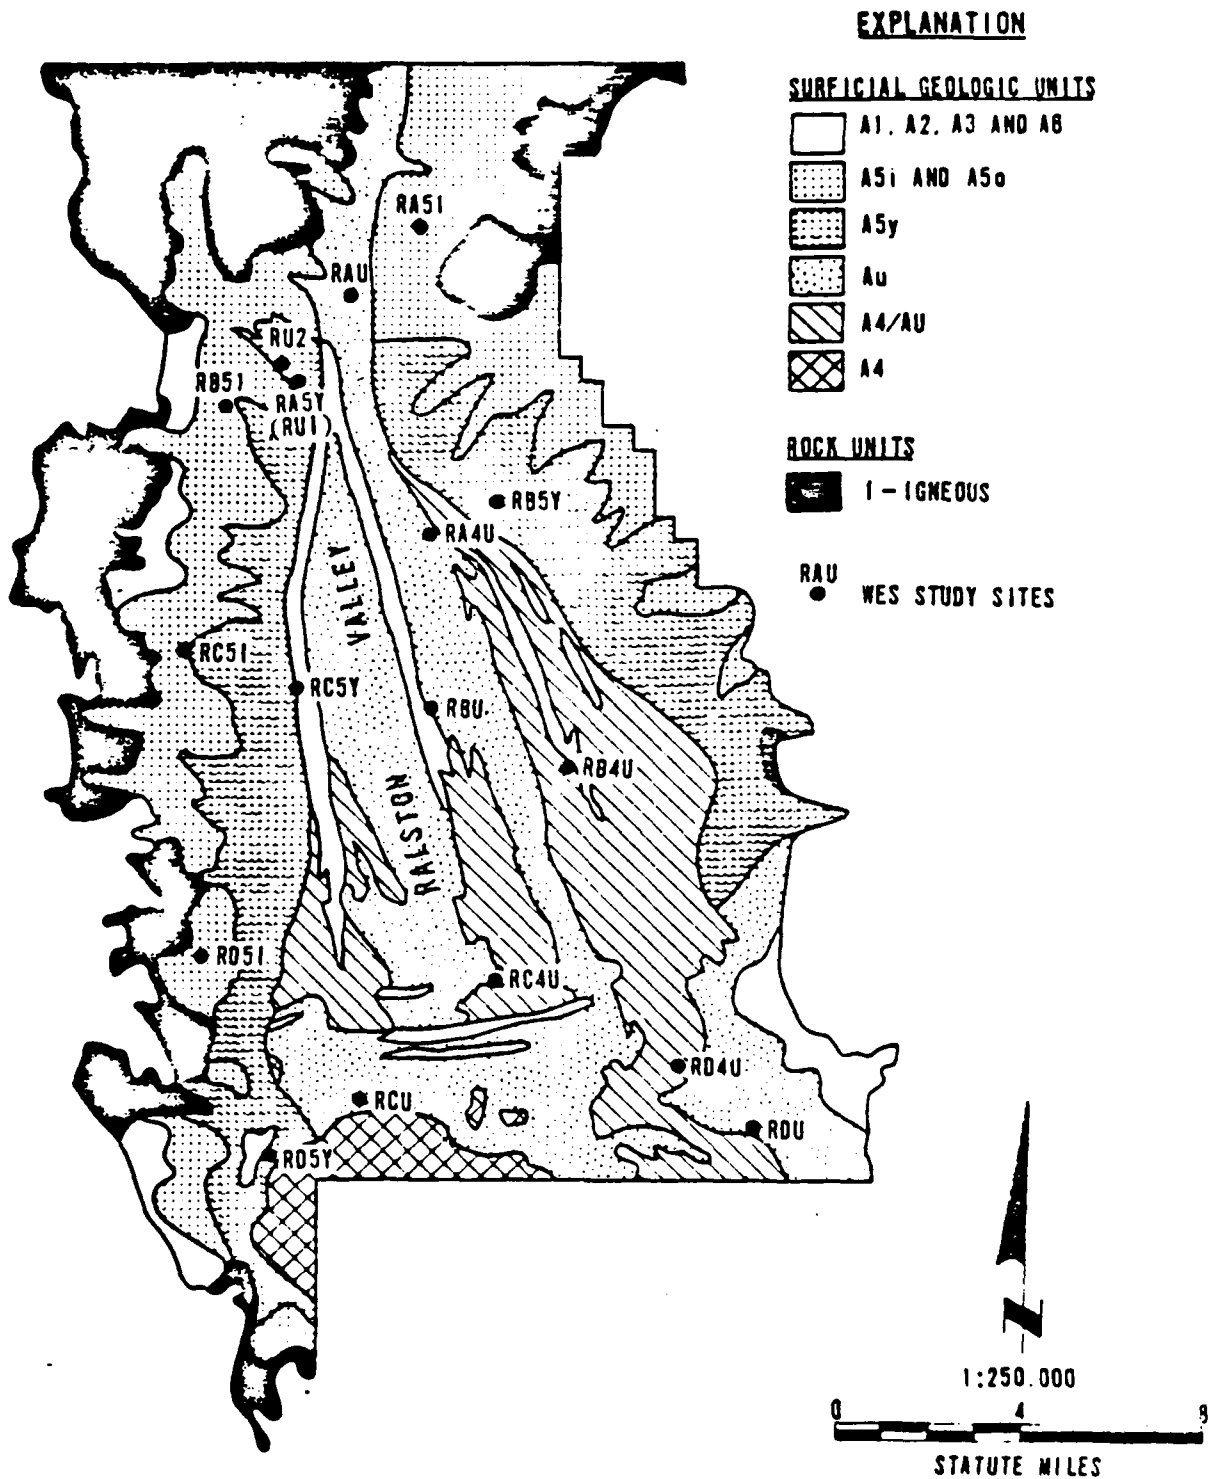 EXPLANATION
SURFICIAL GEOLOGIC UNITS
A1, A2, A3 AND A6
A5i AND A5o
A5y
Au
A4/AU
A4
ROCK UNITS
I-IGNEOUS
RAU
WES STUDY SITES
RA5I
RAU
RU2
RB5I
RA5Y
(RU1)
RB5Y
RA4U
VALLEY
RC5I
RC5Y
RBU
RB4U
RALSTON
RD5I
RC4U
RD4U
RCU
RDU
RD5Y
N
1:250.000
0 4 8
STATUTE MILES